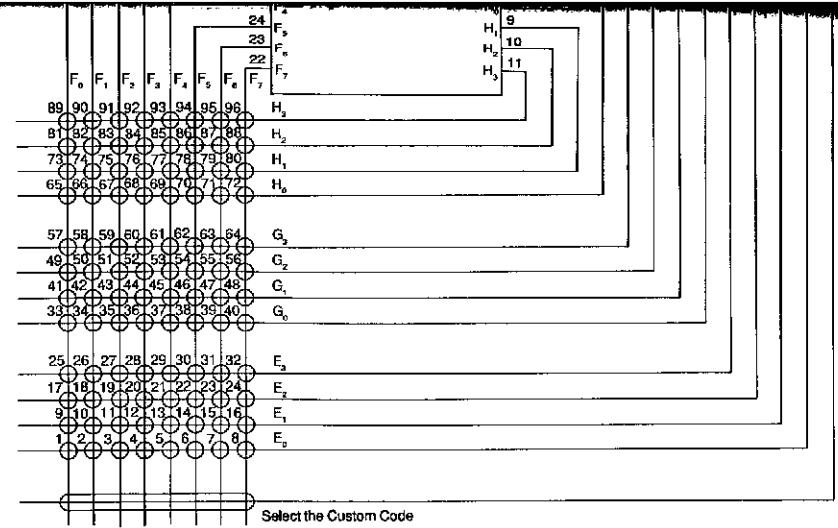 24 F₅ H₁ 9
23 F₆ H₂ 10
22 F₇ H₃ 11
F₀ F₁ F₂ F₃ F₄ F₅ F₆ F₇
89 90 91 92 93 94 95 96 H₃
81 82 83 84 85 86 87 88 H₂
73 74 75 76 77 78 79 80 H₁
65 66 67 68 69 70 71 72 H₀
57 58 59 60 61 62 63 64 G₃
49 50 51 52 53 54 55 56 G₂
41 42 43 44 45 46 47 48 G₁
33 34 35 36 37 38 39 40 G₀
25 26 27 28 29 30 31 32 E₃
17 18 19 20 21 22 23 24 E₂
9 10 11 12 13 14 15 16 E₁
1 2 3 4 5 6 7 8 E₀
Select the Custom Code